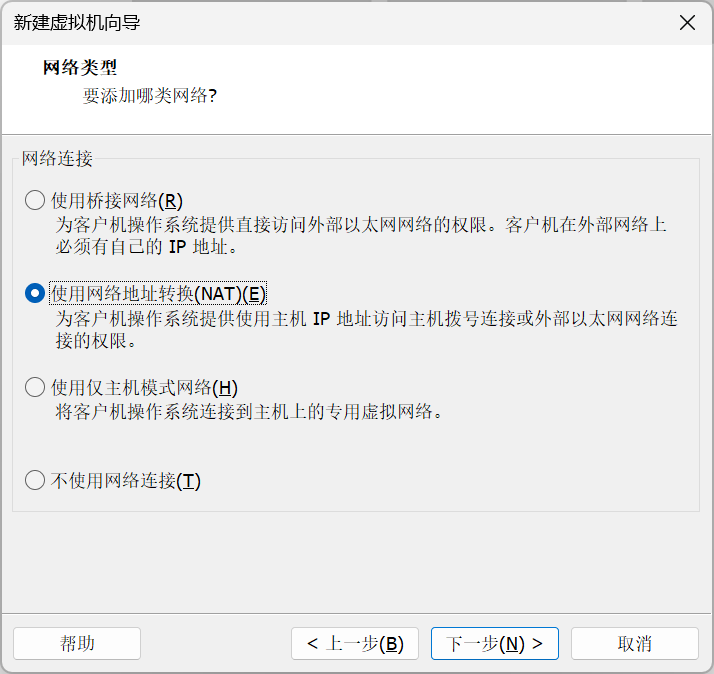 新建虚拟机向导
网络类型
要添加哪类网络?
网络连接
使用桥接网络(R)
为客户机操作系统提供直接访问外部以太网网络的权限。客户机在外部网络上
必须有自己的 IP 地址。
使用网络地址转换(NAT)(E)
为客户机操作系统提供使用主机 IP 地址访问主机拨号连接或外部以太网网络连
接的权限。
使用仅主机模式网络(H)
将客户机操作系统连接到主机上的专用虚拟网络。
不使用网络连接(T)
帮助
< 上一步(B)
下一步(N) >
取消